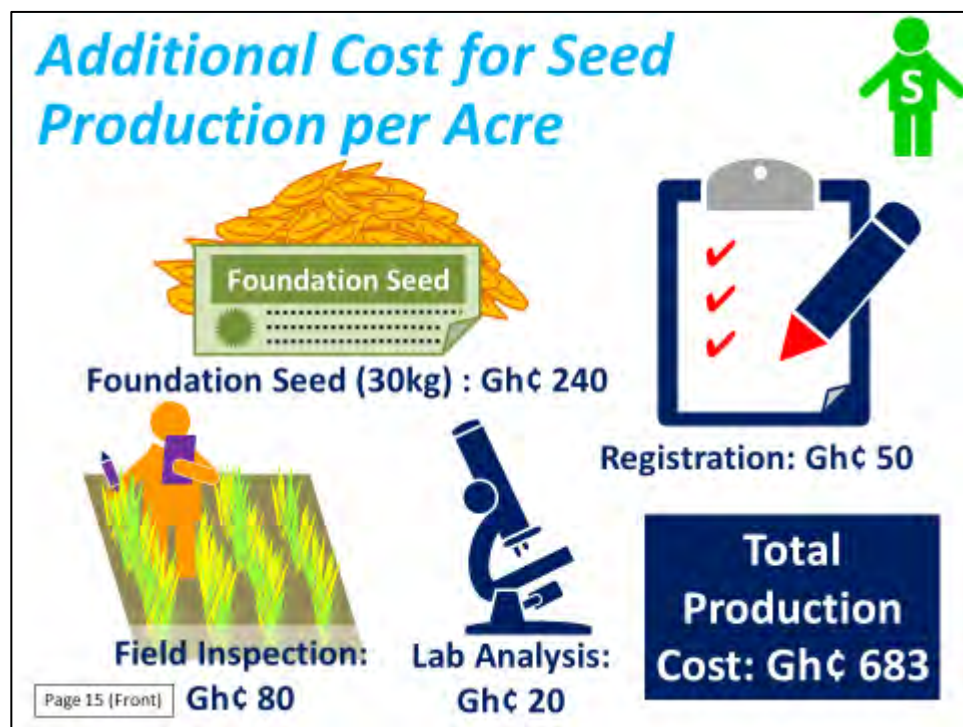 Additional Cost for Seed
Production per Acre
S
Foundation Seed
Foundation Seed (30kg) : Gh₵ 240
Registration: Gh₵ 50
Field Inspection:
Gh₵ 80
Lab Analysis:
Gh₵ 20
Total
Production
Cost: Gh₵ 683
Page 15 (Front)